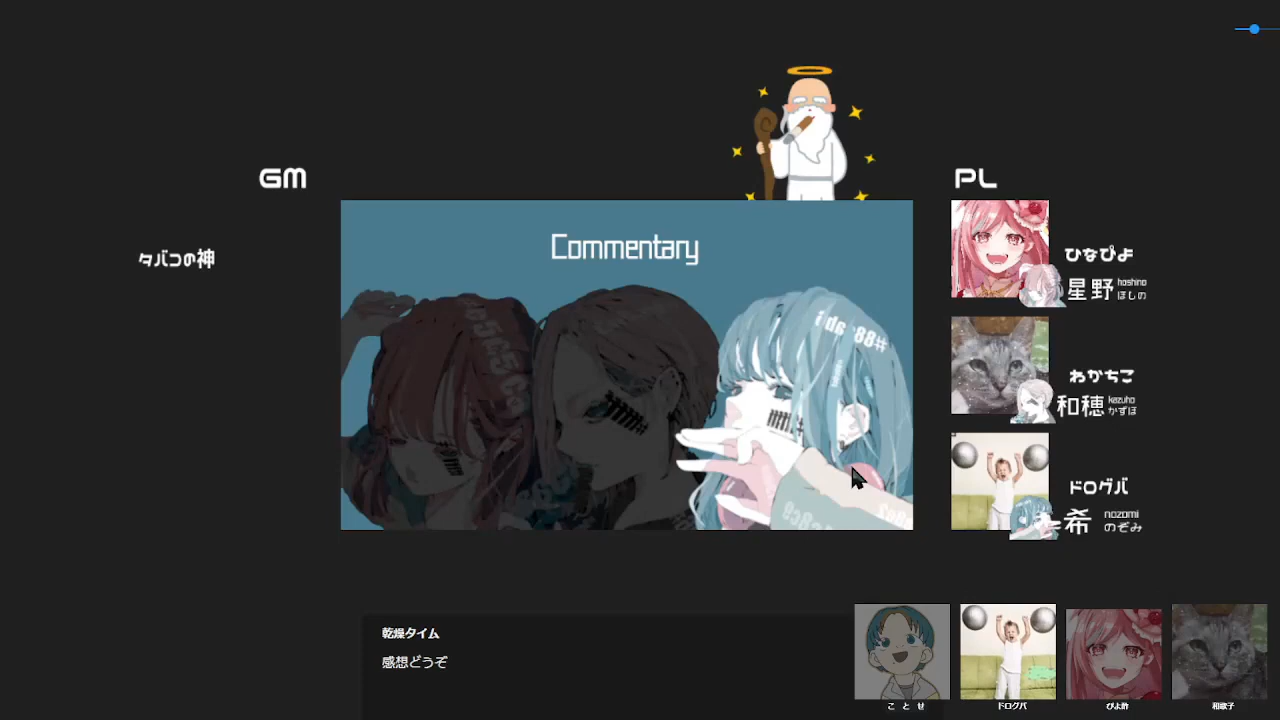 GM
タバコの神
Commentary
PL
ひなぴよ
星野 hoshino ほしの
わかちこ
和穂 kazuho かずほ
ドログバ
希 nozomi のぞみ
乾燥タイム
感想どうぞ
ことせ
ドログバ
ぴよ酢
和歌子